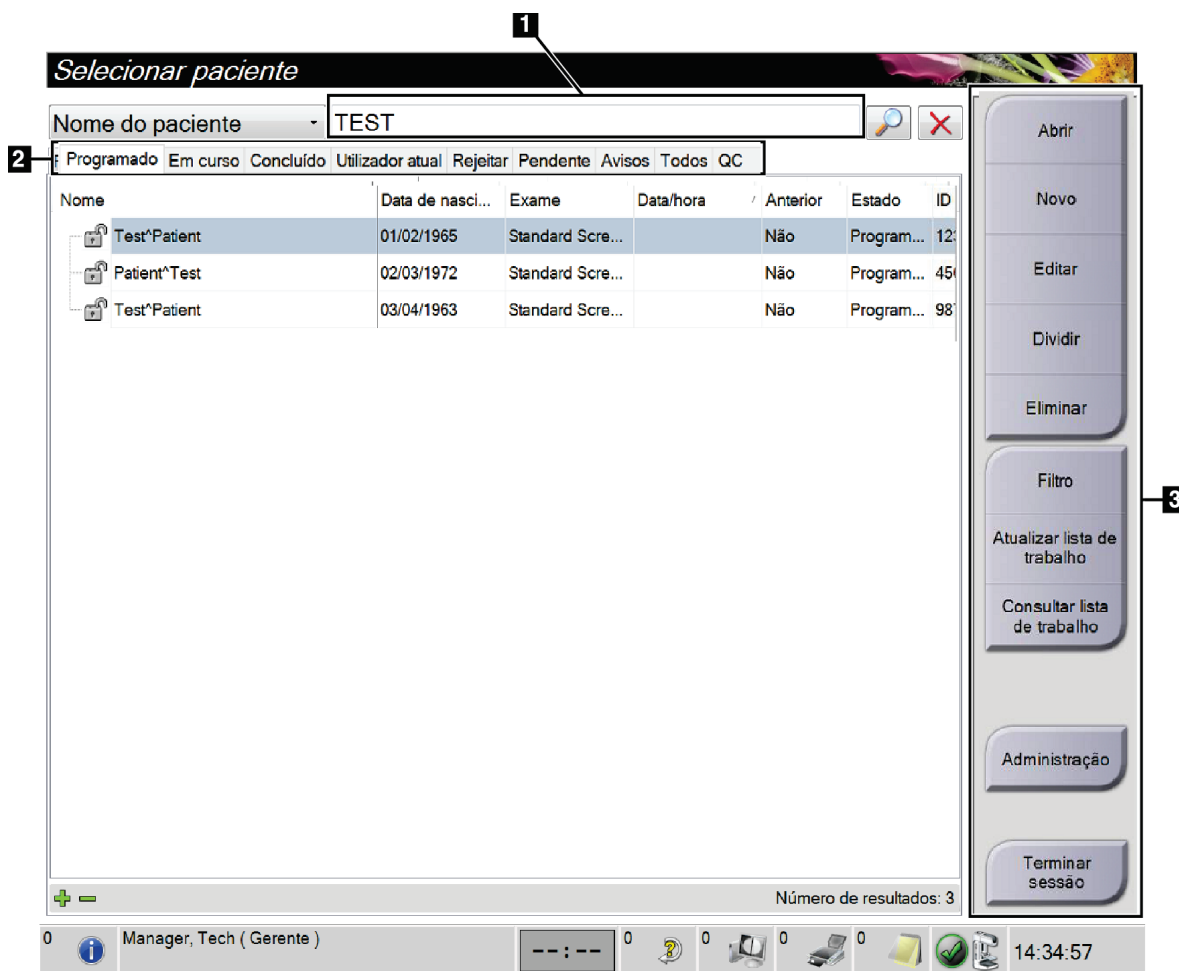 1
Selecionar paciente
Nome do paciente TEST
2
Programado Em curso Concluído Utilizador atual Rejeitar Pendente Avisos Todos QC
Nome Data de nasci... Exame Data/hora Anterior Estado ID
Test^Patient 01/02/1965 Standard Scre... Não Program... 123
Patient^Test 02/03/1972 Standard Scre... Não Program... 456
Test^Patient 03/04/1963 Standard Scre... Não Program... 987
Abrir
Novo
Editar
Dividir
Eliminar
Filtro
3
Atualizar lista de
trabalho
Consultar lista
de trabalho
Administração
Terminar
sessão
Número de resultados: 3
0 Manager, Tech ( Gerente ) --:-- 0 0 0 0 14:34:57